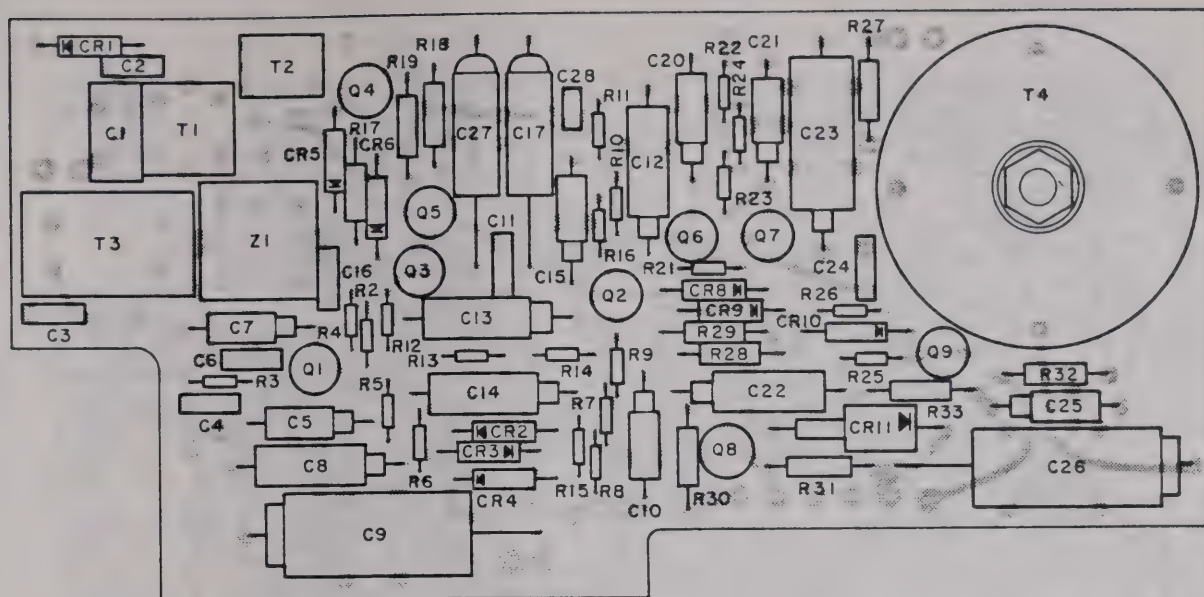 CR1
C2
T2
C1
T1
T3
Z1
C3
C16
C7
C6
R3
C4
C5
C8
C9
Q4
R19
R18
R17
CR6
CR5
Q5
Q3
C27
C17
C28
C11
C15
R11
R10
R16
C12
C20
R22
R24
C21
R23
C23
R27
T4
Q6
Q7
R21
C24
CR8
CR9
R26
CR10
R29
R28
R25
Q9
Q2
C13
R2
R4
R12
R13
R14
R9
Q1
R5
C14
R7
CR2
CR3
CR4
R6
R15
R8
C10
C22
R30
Q8
R33
CR11
R31
R32
C25
C26